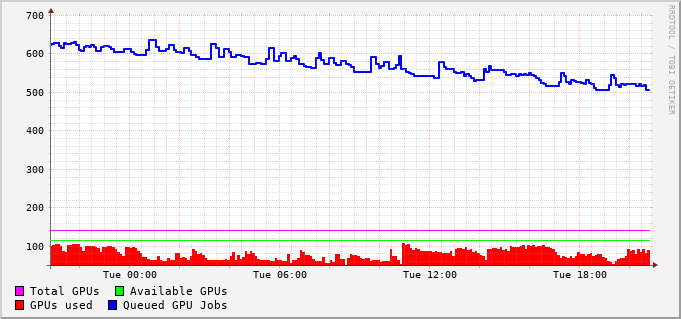 700
600
500
400
300
200
100
Tue 00:00 Tue 06:00 Tue 12:00 Tue 18:00
Total GPUs Available GPUs
GPUs used Queued GPU Jobs
RRDTOOL / TOBI OETIKER